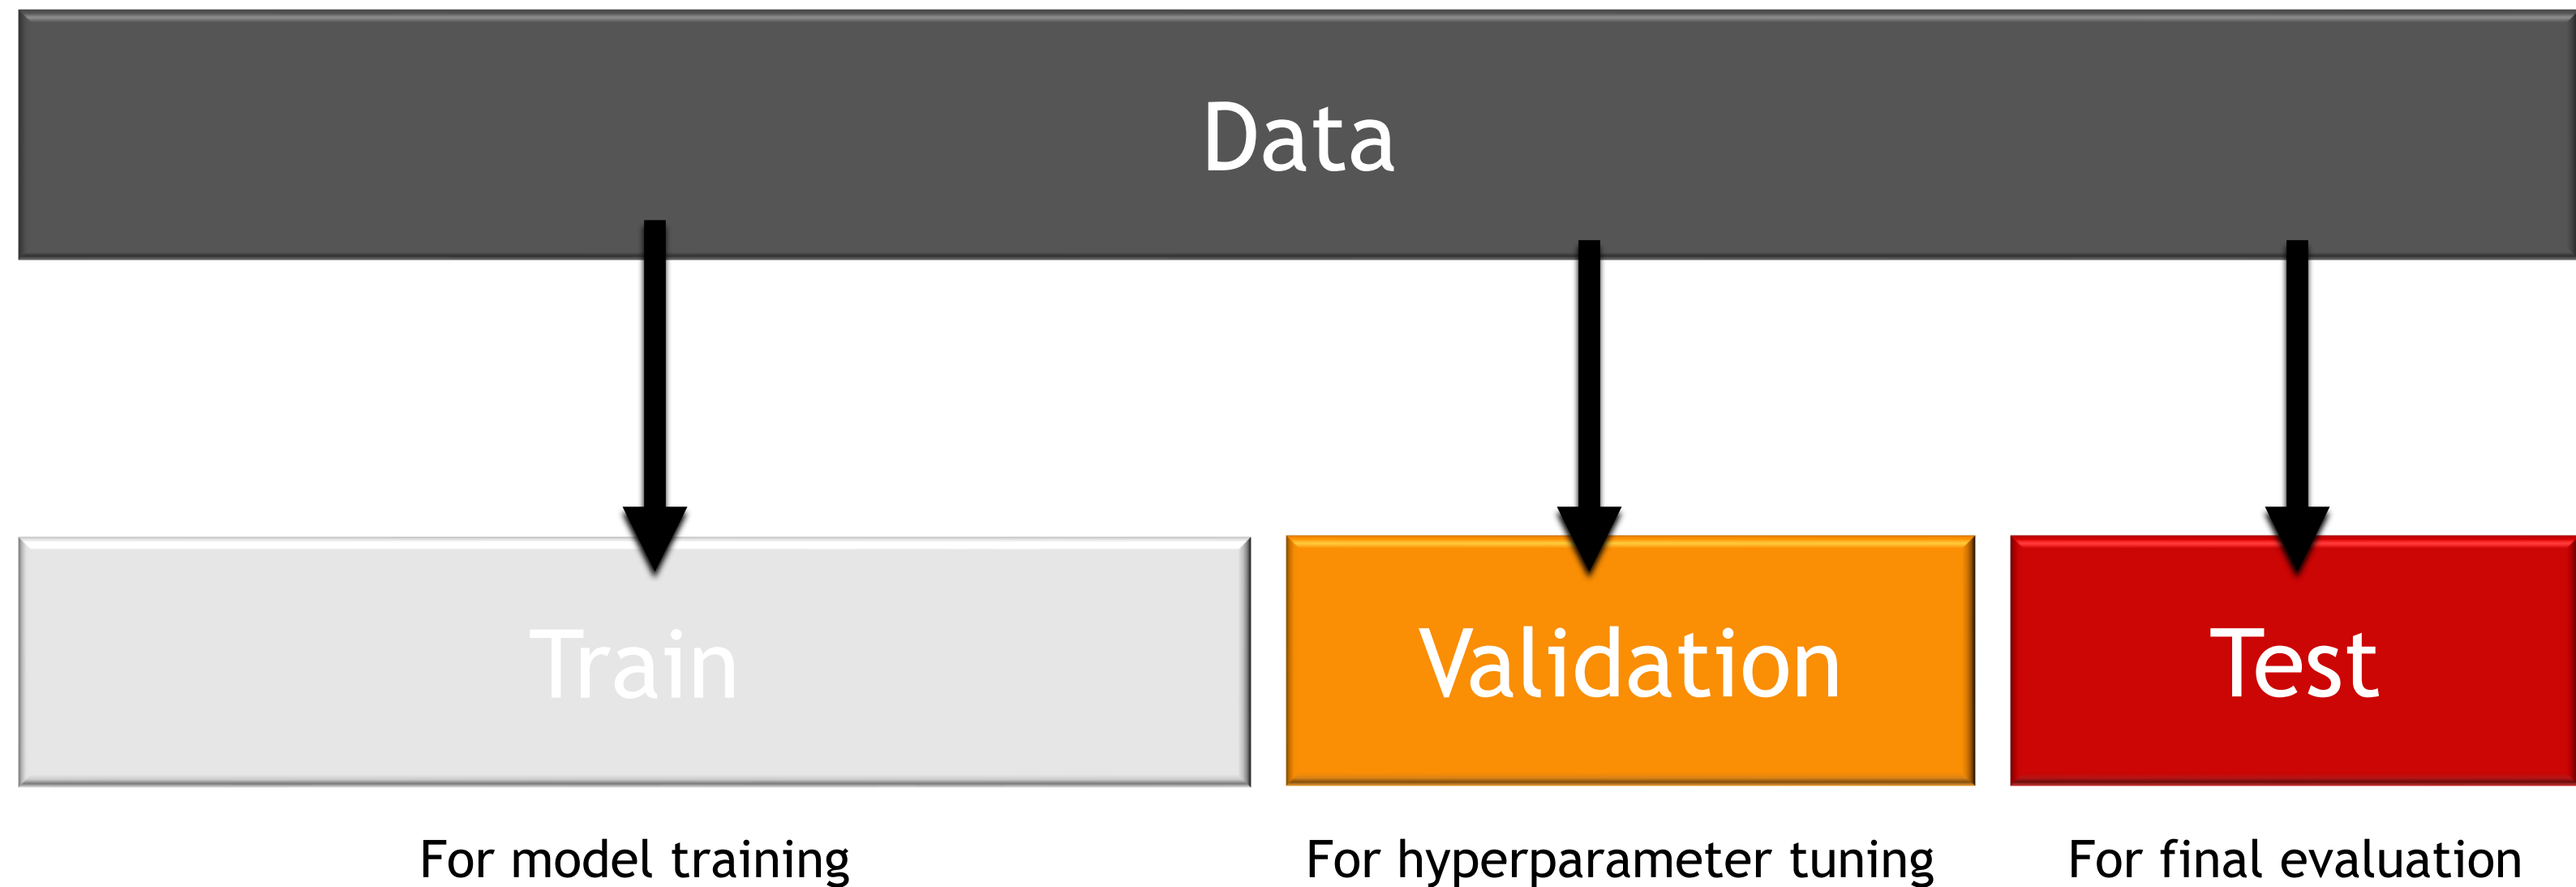 Data
Train
Validation
Test
For model training
For hyperparameter tuning
For final evaluation